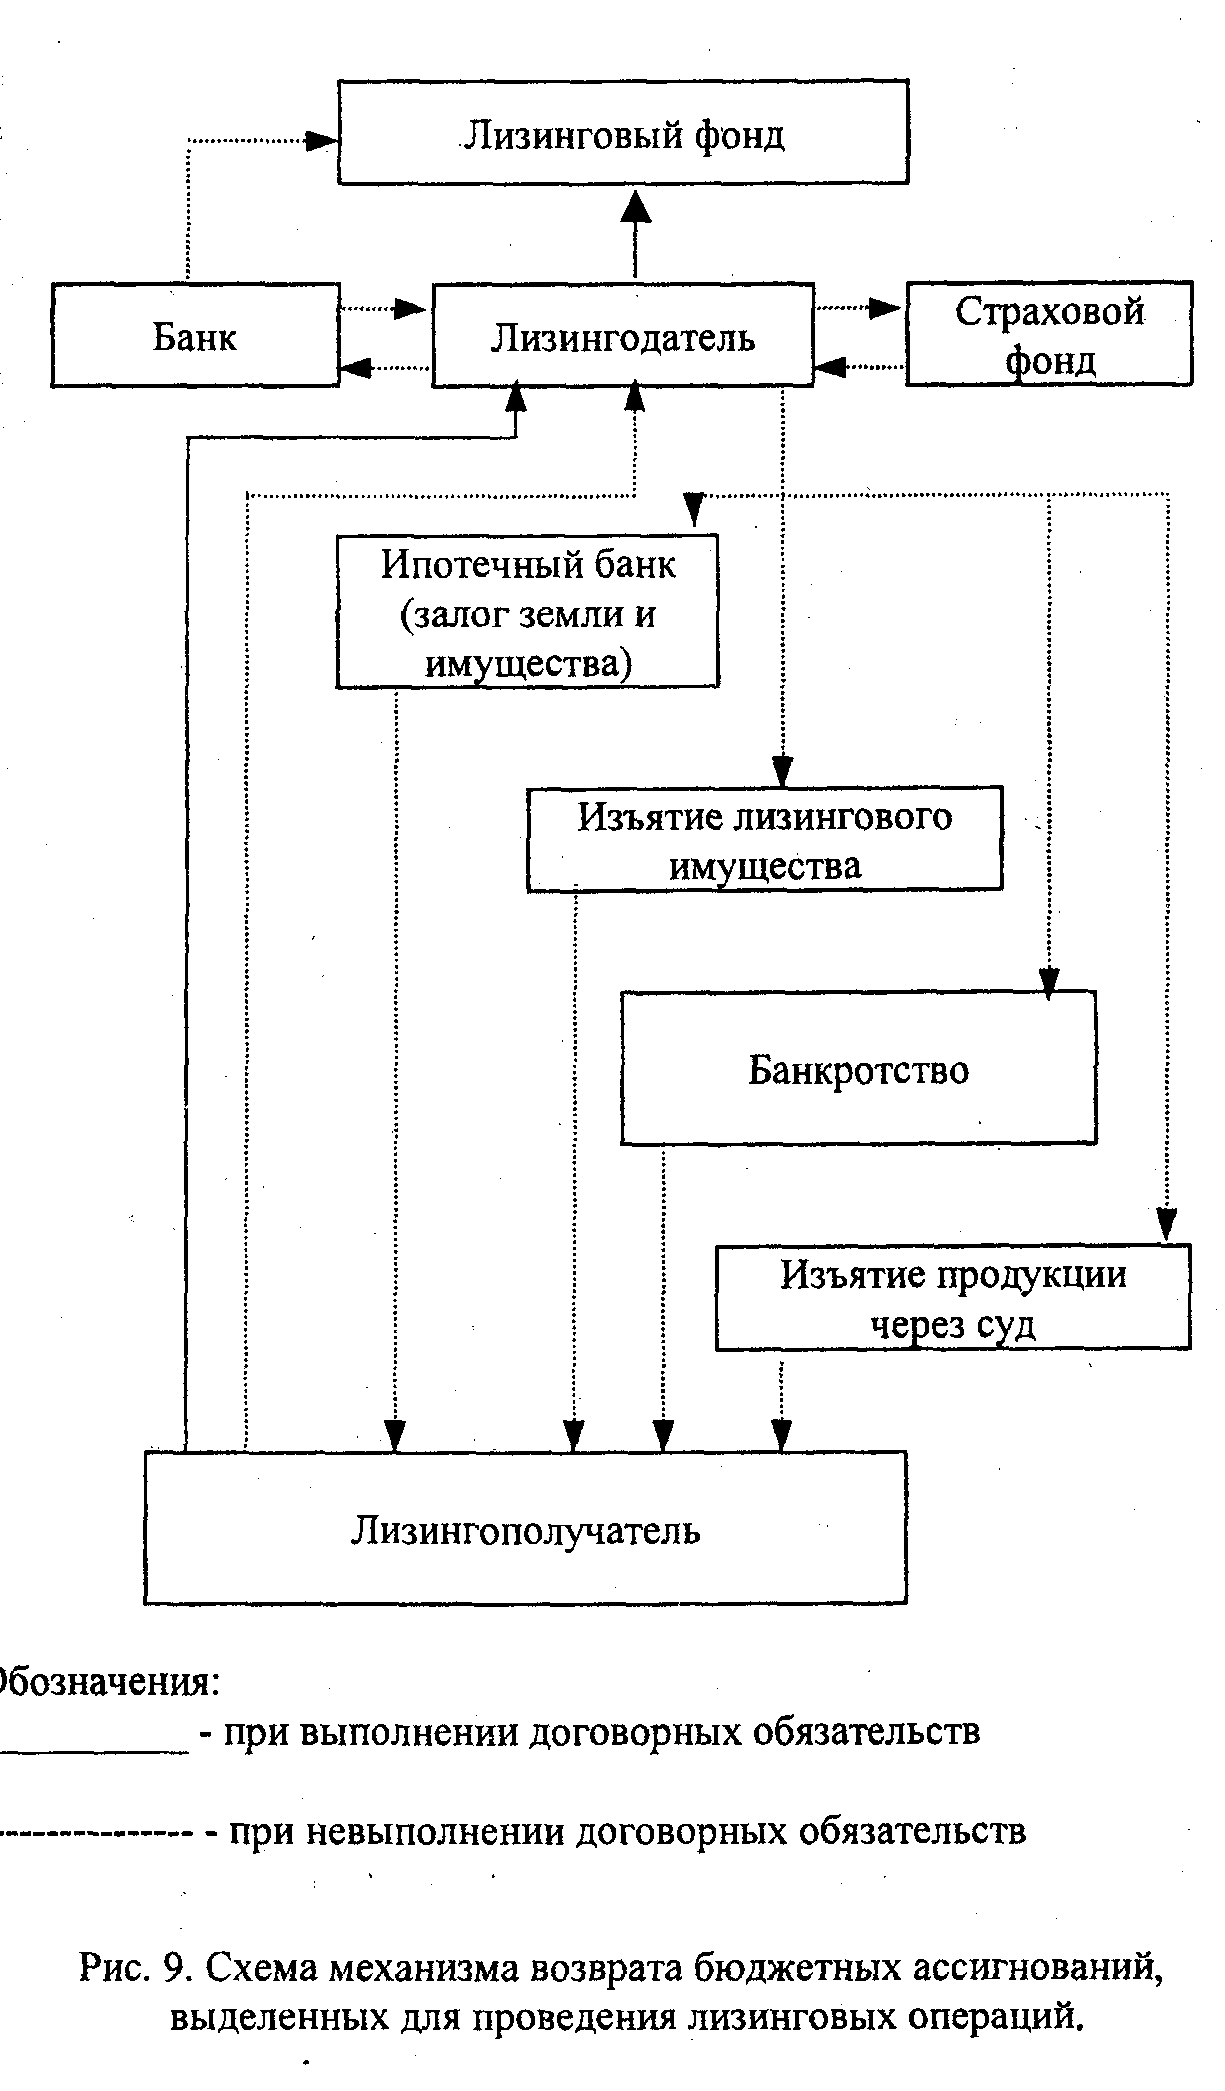 Лизинговый фонд
Банк
Лизингодатель
Страховой
фонд
Ипотечный банк
(залог земли и
имущества)
Изъятие лизингового
имущества
Банкротство
Изъятие продукции
через суд
Лизингополучатель
Обозначения:
- при выполнении договорных обязательств
- при невыполнении договорных обязательств
Рис. 9. Схема механизма возврата бюджетных ассигнований,
выделенных для проведения лизинговых операций.